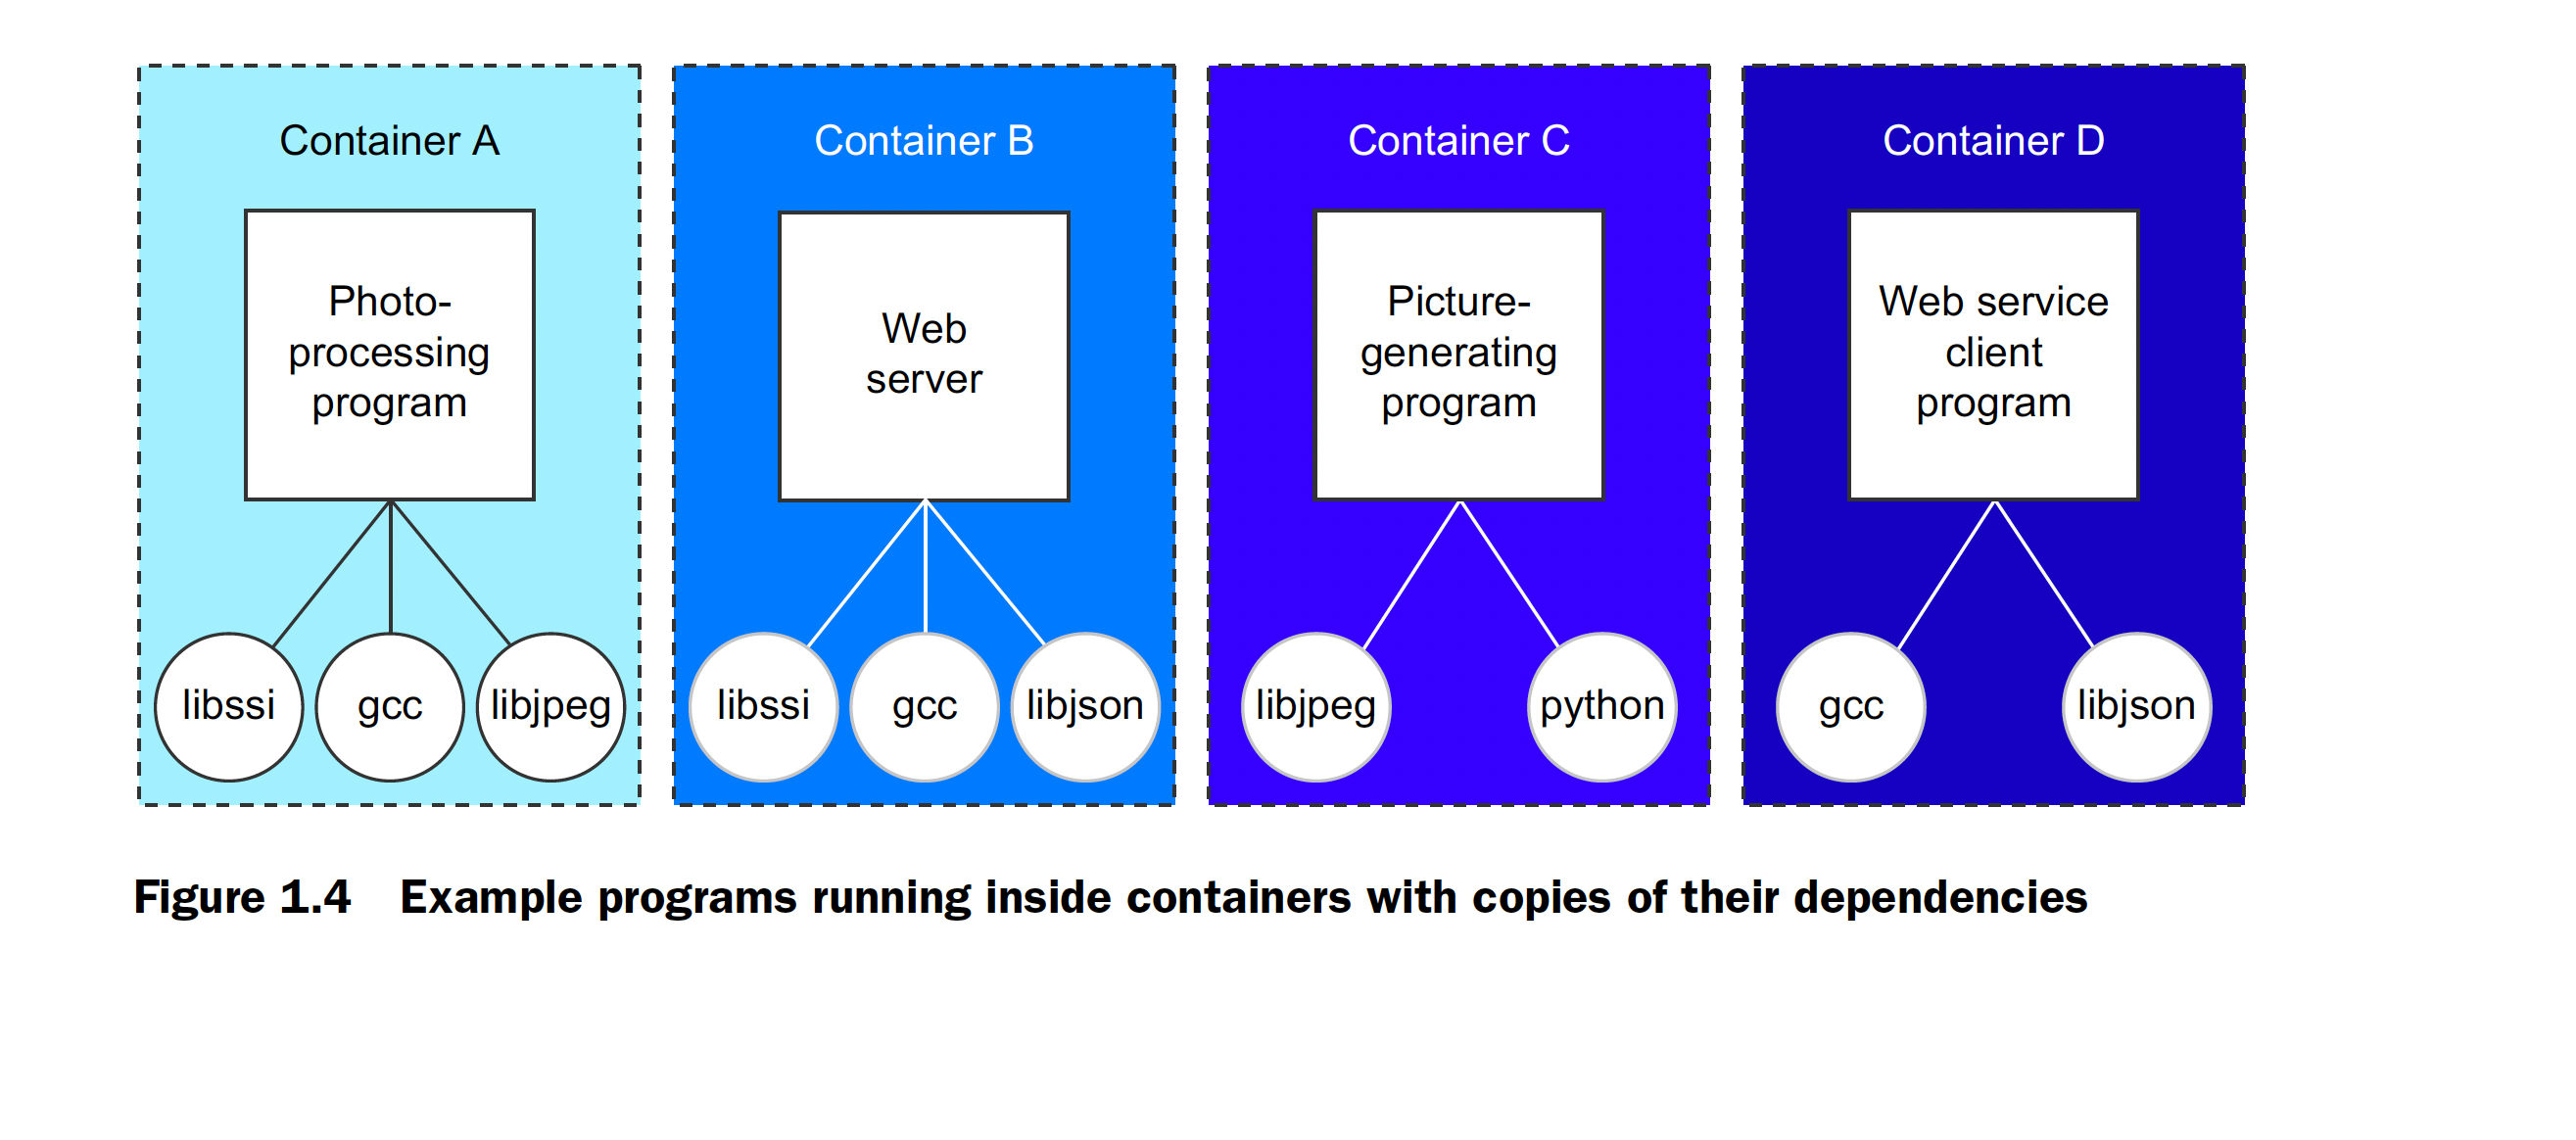 Container A
Photo-
processing
program
libssi
gcc
libjpeg
Container B
Web
server
libssi
gcc
libjson
Container C
Picture-
generating
program
libjpeg
python
Container D
Web service
client
program
gcc
libjson
Figure 1.4 Example programs running inside containers with copies of their dependencies